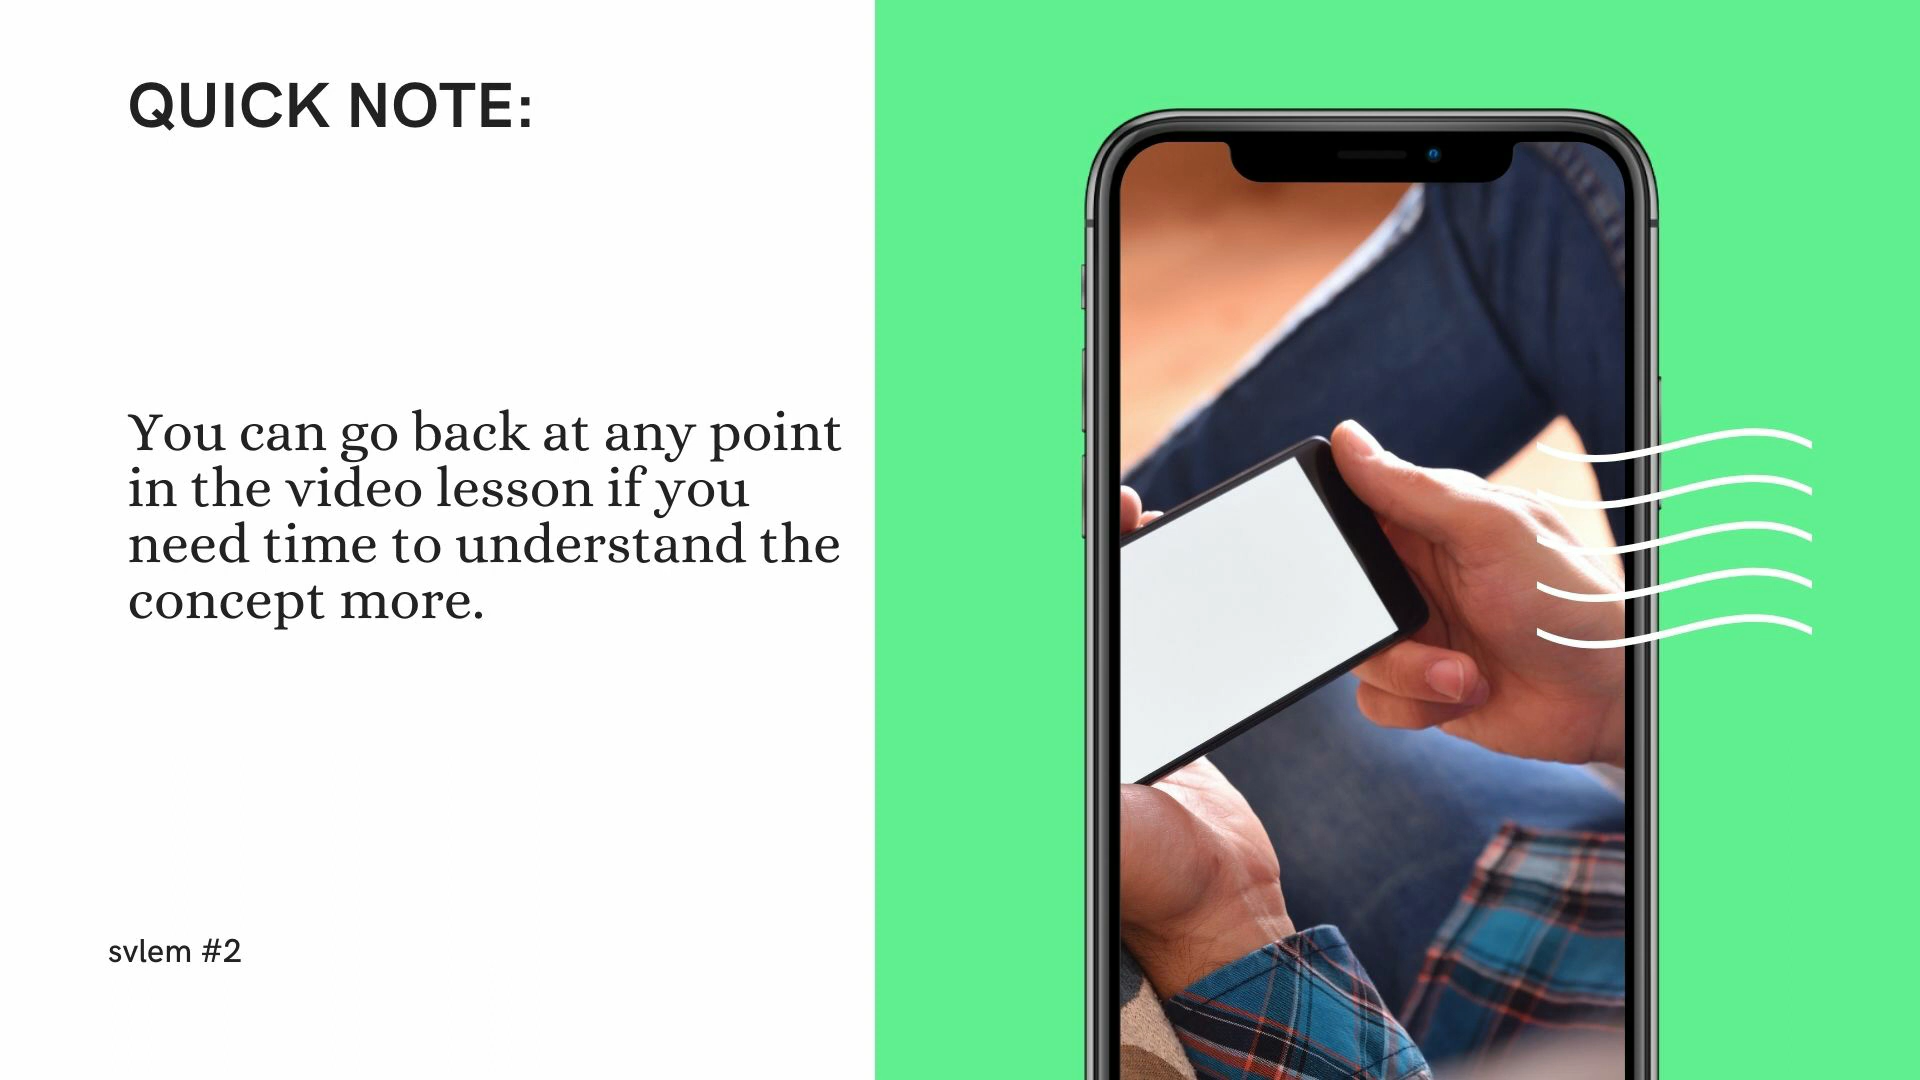 QUICK NOTE:
You can go back at any point
in the video lesson if you
need time to understand the
concept more.
svlem #2